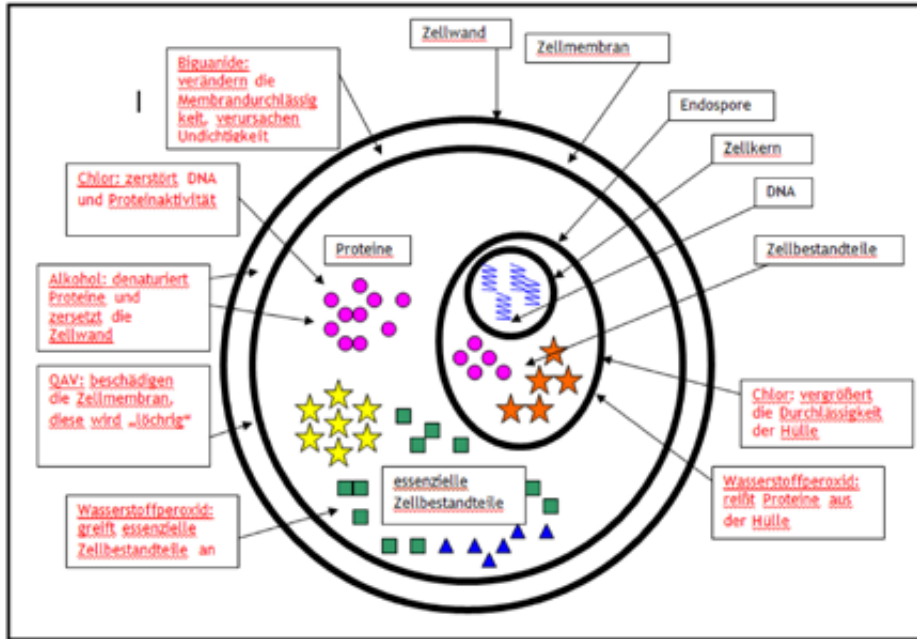 Zellwand
Zellmembran
Biguanide:
verändern die
Membrandurchlässig
keit, verursachen
Undichtigkeit
Endospore
Zellkern
Chlor: zerstört DNA
und Proteinaktivität
DNA
Proteine
Zellbestandteile
Alkohol: denaturiert
Proteine und
zersetzt die
Zellwand
QAV: beschädigen
die Zellmembran,
diese wird „löchrig“
Chlor: vergrößert
die Durchlässigkeit
der Hülle
essenzielle
Zellbestandteile
Wasserstoffperoxid:
reißt Proteine aus
der Hülle
Wasserstoffperoxid:
greift essenzielle
Zellbestandteile an